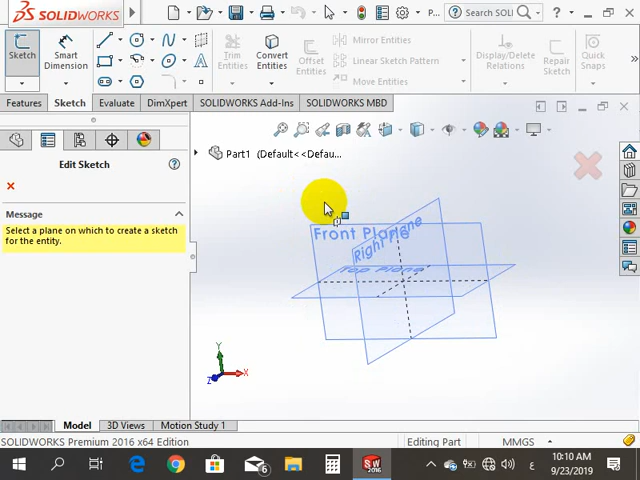 SOLIDWORKS
P...
Search SOLI
Sketch
Smart Dimension
Trim Entities
Convert Entities
Offset Entities
Mirror Entities
Linear Sketch Pattern
Move Entities
Display/Delete Relations
Repair Sketch
Quick Snaps
Features
Sketch
Evaluate
DimXpert
SOLIDWORKS Add-Ins
SOLIDWORKS MBD
Edit Sketch
Message
Select a plane on which to create a sketch
for the entity.
Part1 (Default<<Defau...
Front Plane
Right Plane
Top Plane
Y
X
Z
Model
3D Views
Motion Study 1
SOLIDWORKS Premium 2016 x64 Edition
Editing Part
MMGS
6
SW
2016
ع
10:10 AM
9/23/2019